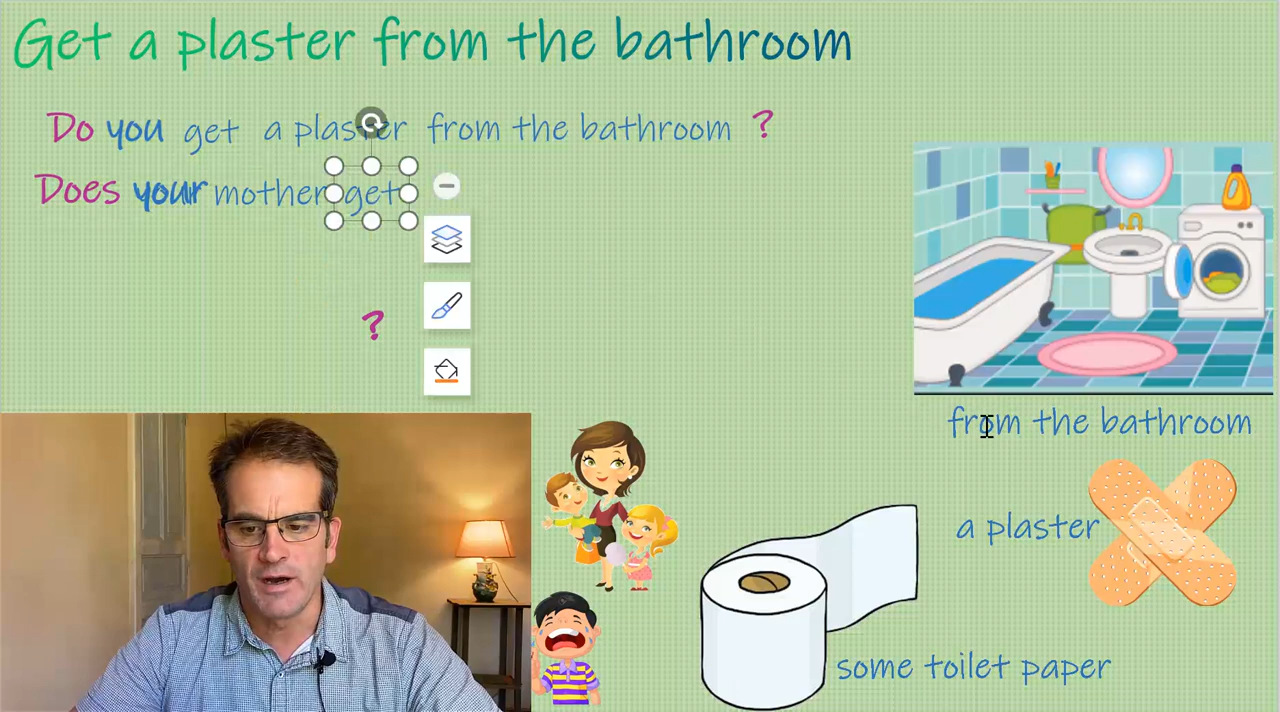 Get a plaster from the bathroom
Do you get a plaster from the bathroom ?
Does your mother get
?
from the bathroom
a plaster
some toilet paper